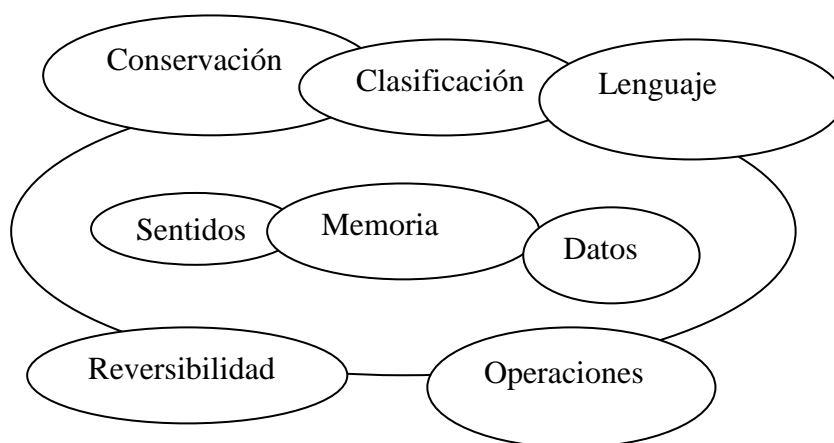 Conservación
Clasificación
Lenguaje
Sentidos
Memoria
Datos
Reversibilidad
Operaciones